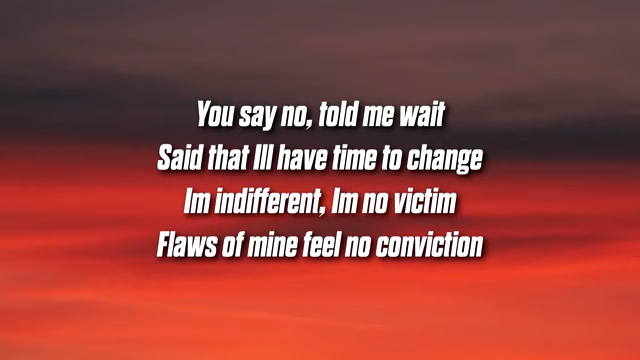 You say no, told me wait
Said that Ill have time to change
Im indifferent, Im no victim
Flaws of mine feel no conviction